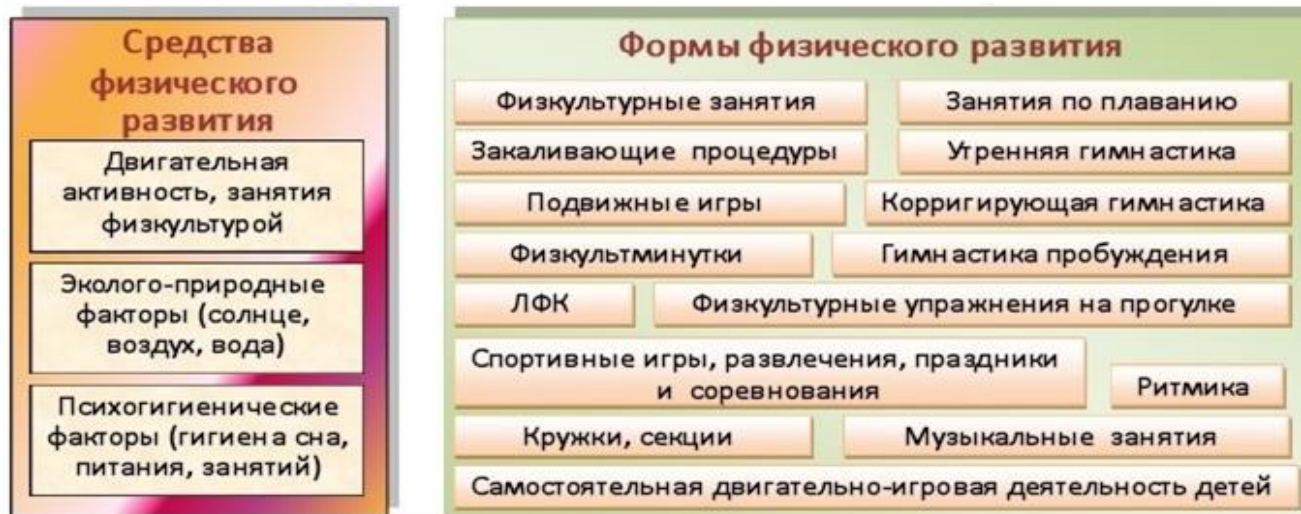 Средства
физического
развития
Двигательная
активность, занятия
физкультурой
Эколого-природные
факторы (солнце,
воздух, вода)
Психогигиенические
факторы (гигиена сна,
питания, занятий)
Формы физического развития
Физкультурные занятия
Занятия по плаванию
Закаливающие процедуры
Утренняя гимнастика
Подвижные игры
Корригирующая гимнастика
Физкультминутки
Гимнастика пробуждения
ЛФК
Физкультурные упражнения на прогулке
Спортивные игры, развлечения, праздники
и соревнования
Ритмика
Кружки, секции
Музыкальные занятия
Самостоятельная двигательно-игровая деятельность детей